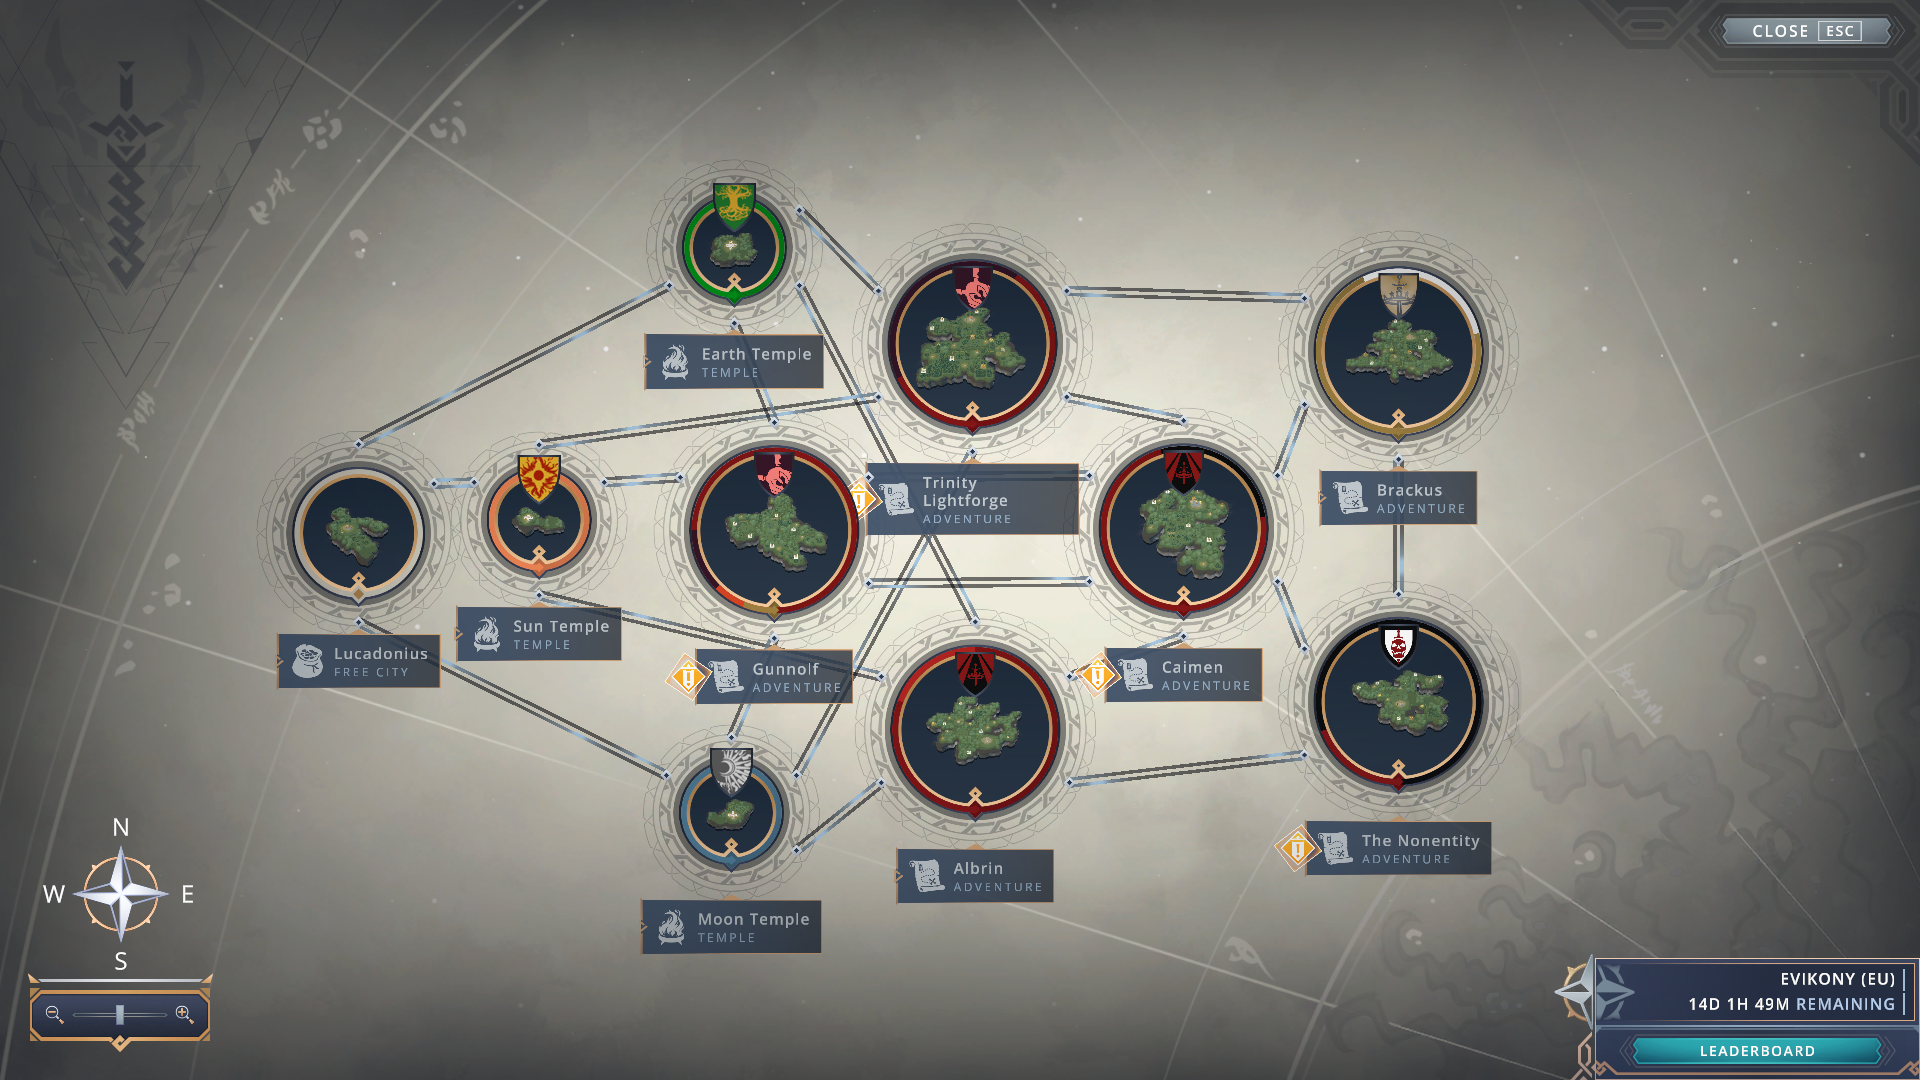 CLOSE ESC
Earth Temple
TEMPLE
Trinity
Lightforge
ADVENTURE
Brackus
ADVENTURE
Sun Temple
TEMPLE
Lucadonius
FREE CITY
Gunnolf
ADVENTURE
Caimen
ADVENTURE
The Nonentity
ADVENTURE
Albrin
ADVENTURE
Moon Temple
TEMPLE
N
W E
S
EVIKONY (EU)
14D 1H 49M REMAINING
LEADERBOARD